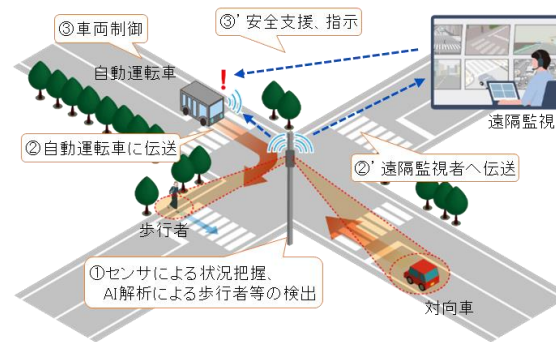 ③車両制御
③’安全支援、指示
自動運転車
！
遠隔監視
②自動運転車に伝送
②’遠隔監視者へ伝送
歩行者
①センサによる状況把握、
AI解析による歩行者等の検出
対向車